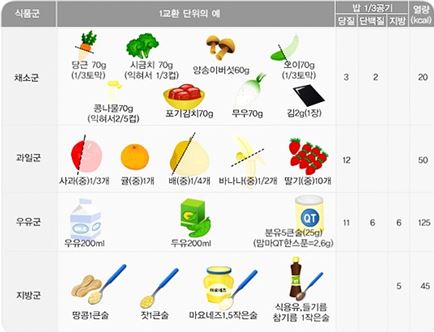 식품군 1교환 단위의 예 밥 1/3공기 열량
당질 단백질 지방 (kcal)
채소군
당근 70g
(1/3토막)
시금치 70g
(익혀서 1/3컵)
양송이버섯60g
오이70g
(1/3토막)
콩나물70g
(익혀서2/5컵)
포기김치70g
무우70g
김2g(1장)
3 2 20
과일군
사과(중)1/3개
귤(중)1개
배(중)1/4개
바나나(중)1/2개
딸기(중)10개
12 50
우유군
우유200ml
두유200ml
QT
분유5큰술(25g)
(맘마QT한스푼=2,6g)
11 6 6 125
지방군
땅콩1큰술
잣1큰술
마요네즈
마요네즈1,5작은술
식용유,들기름
참기름 1작은술
5 45